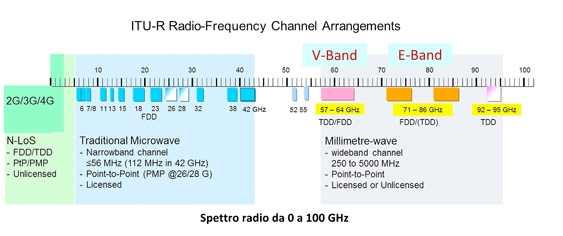 ITU-R Radio-Frequency Channel Arrangements
V-Band E-Band
10 20 30 40 50 60 70 80 90 100
2G/3G/4G
6 7/8 11 13 15 18 23 26 28 32 38 42 GHz 52 55 57 – 64 GHz 71 – 86 GHz 92 – 95 GHz
FDD TDD/FDD FDD/(TDD) TDD
N-LoS
- FDD/TDD
- PtP/PMP
- Unlicensed
Traditional Microwave
- Narrowband channel
≤56 MHz (112 MHz in 42 GHz)
- Point-to-Point (PMP @26/28 G)
- Licensed
Millimetre-wave
- wideband channel
250 to 5000 MHz
- Point-to-Point
- Licensed or Unlicensed
Spettro radio da 0 a 100 GHz